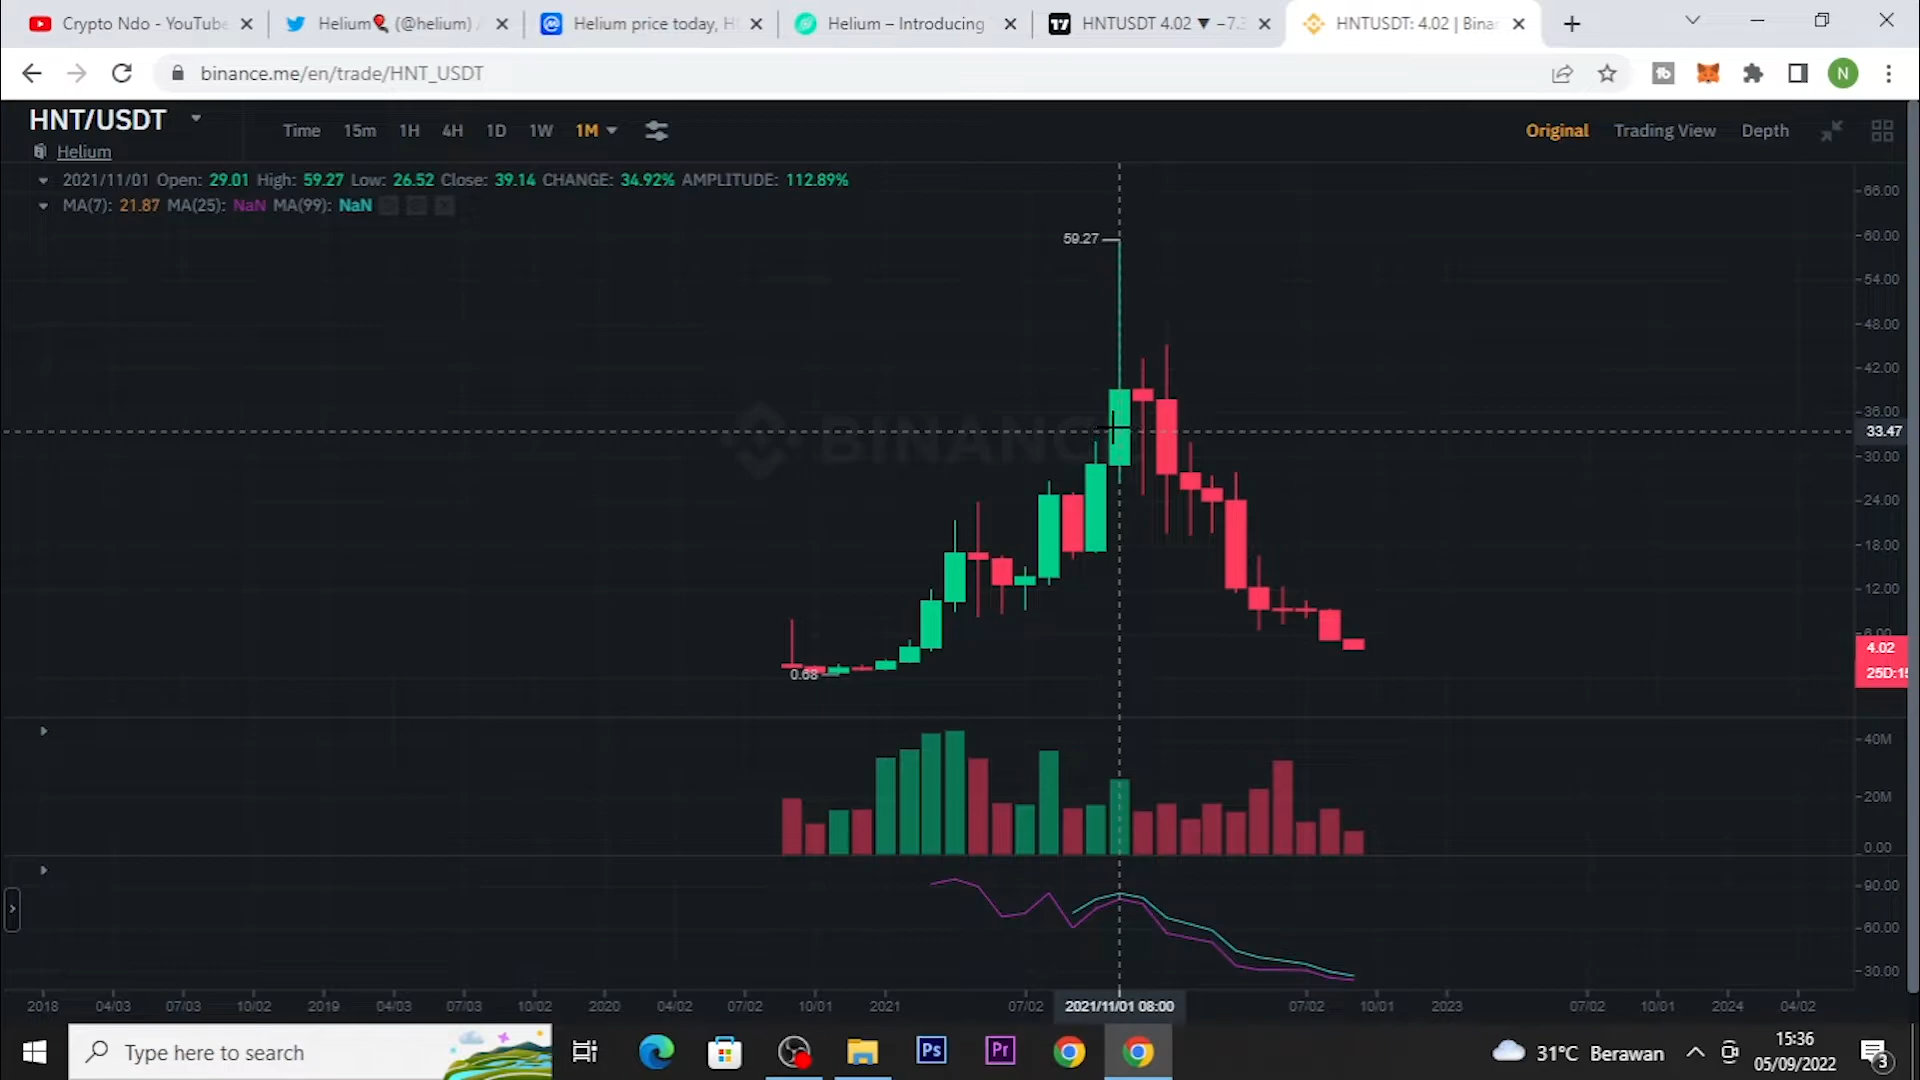 Crypto Ndo - YouTube
Helium🎈 (@helium) /
Helium price today, H
Helium – Introducing
HNTUSDT 4.02 ▼ −7.
HNTUSDT: 4.02 | Binan
binance.me/en/trade/HNT_USDT
N
HNT/USDT
Helium
Time 15m 1H 4H 1D 1W 1M
Original Trading View Depth
2021/11/01 Open: 29.01 High: 59.27 Low: 26.52 Close: 39.14 CHANGE: 34.92% AMPLITUDE: 112.89%
MA(7): 21.87 MA(25): NaN MA(99): NaN
66.00
60.00
59.27
54.00
48.00
42.00
36.00
33.47
BINANC
30.00
24.00
18.00
12.00
6.00
4.02
25D:15
0.68
40M
20M
0.00
90.00
60.00
30.00
2018 04/03 07/03 10/02 2019 04/03 07/03 10/02 2020 04/02 07/02 10/01 2021 07/02 2021/11/01 08:00 07/02 10/01 2023 07/02 10/01 2024 04/02
Type here to search
Ps
Pr
31°C Berawan
15:36
05/09/2022
3